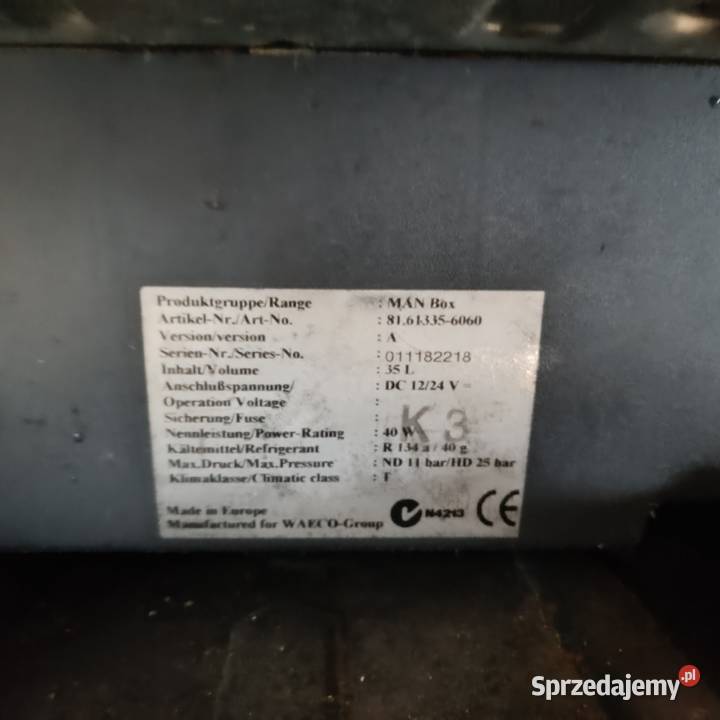 Produktgruppe/Range : MAN Box
Artikel-Nr./Art-No. : 81.61335-6060
Version/version : A
Serien-Nr./Series-No. : 011182218
Inhalt/Volume : 35 L
Anschlußspannung/ : DC 12/24 V
Operation Voltage :
Sicherung/Fuse :
K 3
Nennleistung/Power-Rating : 40 W
Kältemittel/Refrigerant : R 134 a / 40 g
Max.Druck/Max.Pressure : ND 11 bar/HD 25 bar
Klimaklasse/Climatic class : T
Made in Europe
Manufactured for WAECO-Group
N4213 CE
Sprzedajemy.pl